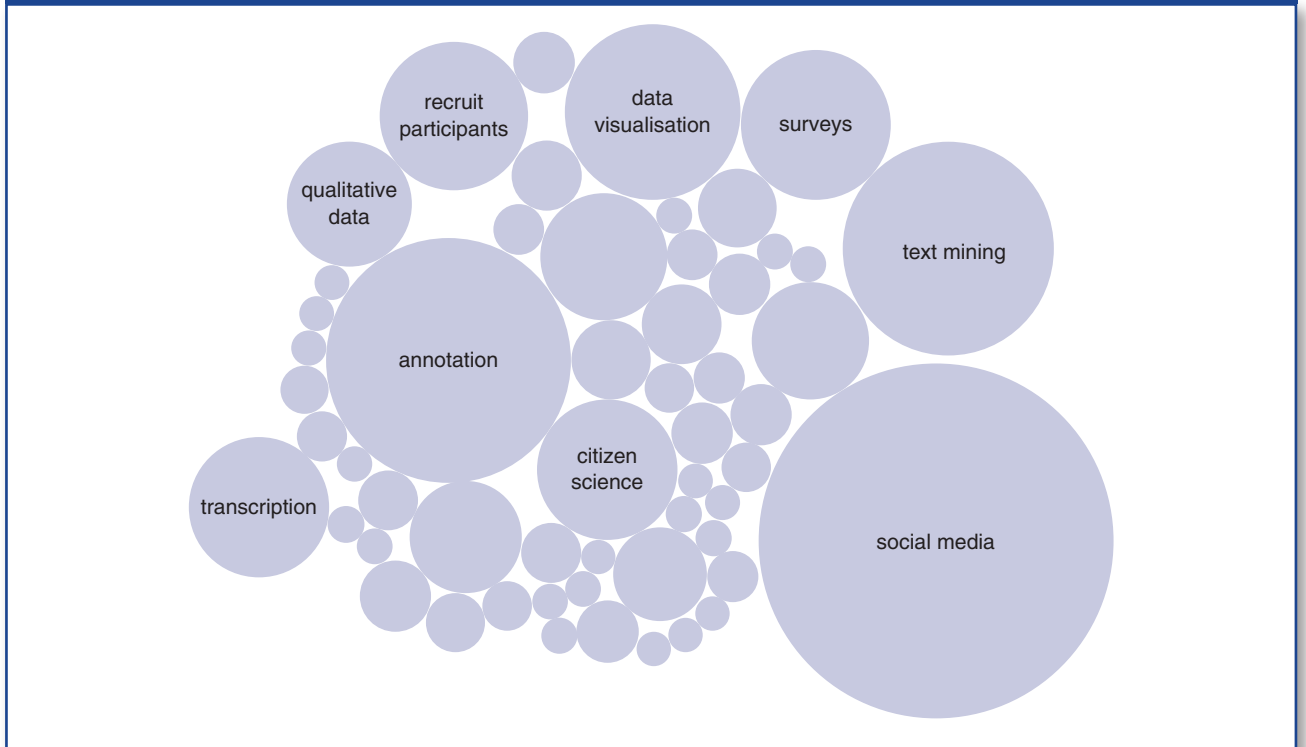 recruit
participants
data
visualisation
surveys
qualitative
data
text mining
annotation
citizen
science
transcription
social media